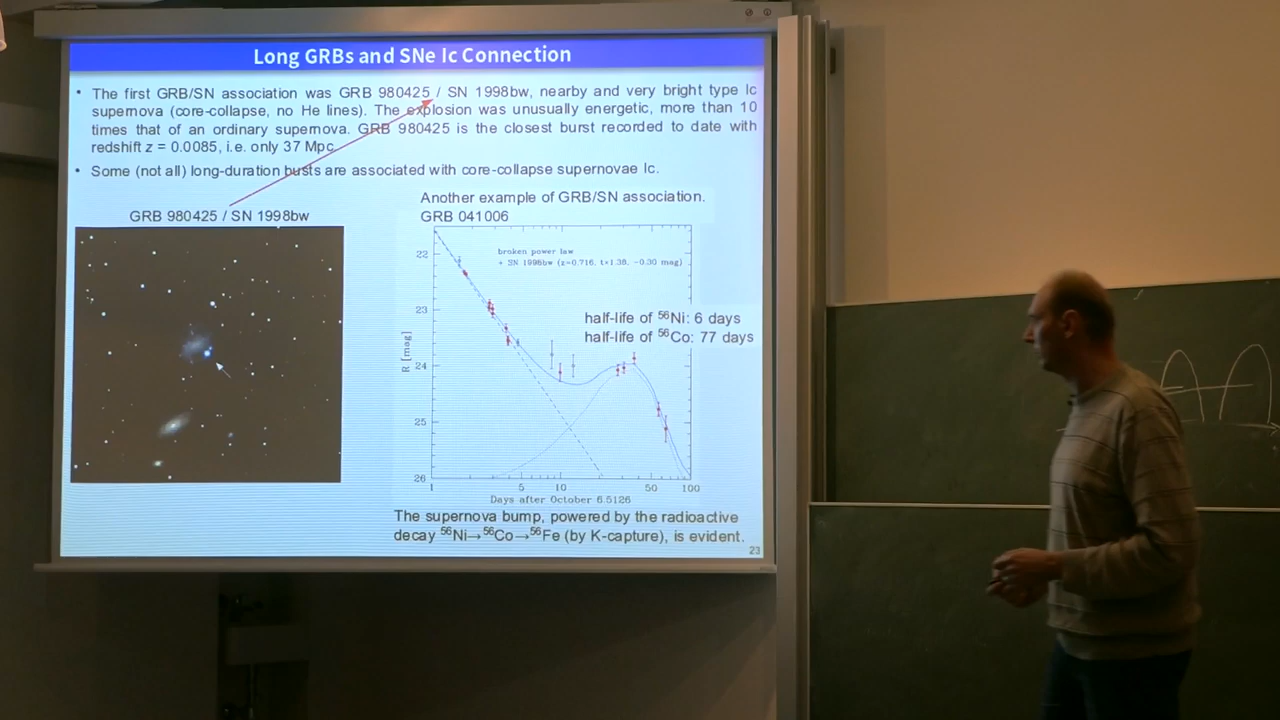 Long GRBs and SNe Ic Connection
• The first GRB/SN association was GRB 980425 / SN 1998bw, nearby and very bright type Ic
supernova (core-collapse, no He lines). The explosion was unusually energetic, more than 10
times that of an ordinary supernova. GRB 980425 is the closest burst recorded to date with
redshift z = 0.0085, i.e. only 37 Mpc.
• Some (not all) long-duration busts are associated with core-collapse supernovae Ic.
Another example of GRB/SN association.
GRB 041006
GRB 980425 / SN 1998bw
broken power law
+ SN 1998bw (z=0.716, t×1.38, -0.30 mag)
half-life of ⁵⁶Ni: 6 days
half-life of ⁵⁶Co: 77 days
R [mag]
22
23
24
25
26
1 5 10 50 100
Days after October 6.5126
The supernova bump, powered by the radioactive
decay ⁵⁶Ni→⁵⁶Co→⁵⁶Fe (by K-capture), is evident.
23